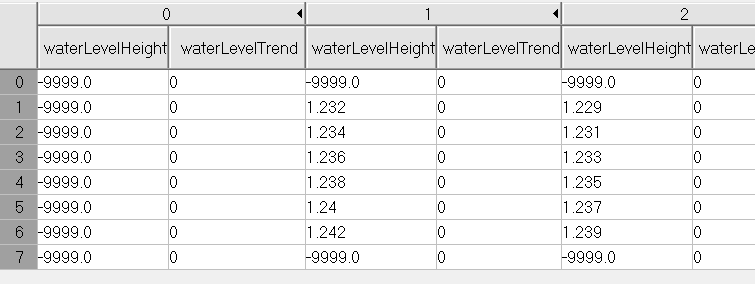 0 1 2
waterLevelHeight waterLevelTrend waterLevelHeight waterLevelTrend waterLevelHeight waterLe
0 -9999.0 0 -9999.0 0 -9999.0 0
1 -9999.0 0 1.232 0 1.229 0
2 -9999.0 0 1.234 0 1.231 0
3 -9999.0 0 1.236 0 1.233 0
4 -9999.0 0 1.238 0 1.235 0
5 -9999.0 0 1.24 0 1.237 0
6 -9999.0 0 1.242 0 1.239 0
7 -9999.0 0 -9999.0 0 -9999.0 0